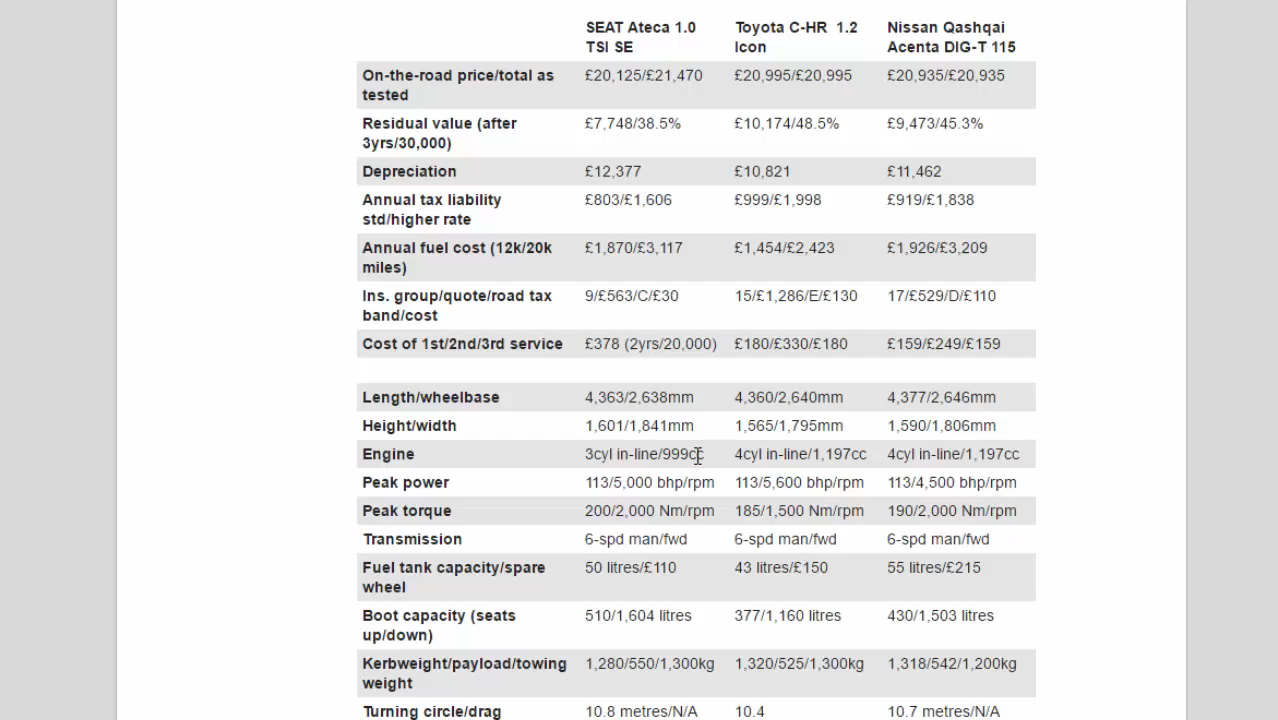 SEAT Ateca 1.0 TSI SE Toyota C-HR 1.2 Icon Nissan Qashqai Acenta DIG-T 115
On-the-road price/total as tested £20,125/£21,470 £20,995/£20,995 £20,935/£20,935
Residual value (after 3yrs/30,000) £7,748/38.5% £10,174/48.5% £9,473/45.3%
Depreciation £12,377 £10,821 £11,462
Annual tax liability std/higher rate £803/£1,606 £999/£1,998 £919/£1,838
Annual fuel cost (12k/20k miles) £1,870/£3,117 £1,454/£2,423 £1,926/£3,209
Ins. group/quote/road tax band/cost 9/£563/C/£30 15/£1,286/E/£130 17/£529/D/£110
Cost of 1st/2nd/3rd service £378 (2yrs/20,000) £180/£330/£180 £159/£249/£159
Length/wheelbase 4,363/2,638mm 4,360/2,640mm 4,377/2,646mm
Height/width 1,601/1,841mm 1,565/1,795mm 1,590/1,806mm
Engine 3cyl in-line/999cc 4cyl in-line/1,197cc 4cyl in-line/1,197cc
Peak power 113/5,000 bhp/rpm 113/5,600 bhp/rpm 113/4,500 bhp/rpm
Peak torque 200/2,000 Nm/rpm 185/1,500 Nm/rpm 190/2,000 Nm/rpm
Transmission 6-spd man/fwd 6-spd man/fwd 6-spd man/fwd
Fuel tank capacity/spare wheel 50 litres/£110 43 litres/£150 55 litres/£215
Boot capacity (seats up/down) 510/1,604 litres 377/1,160 litres 430/1,503 litres
Kerbweight/payload/towing weight 1,280/550/1,300kg 1,320/525/1,300kg 1,318/542/1,200kg
Turning circle/drag 10.8 metres/N/A 10.4 10.7 metres/N/A